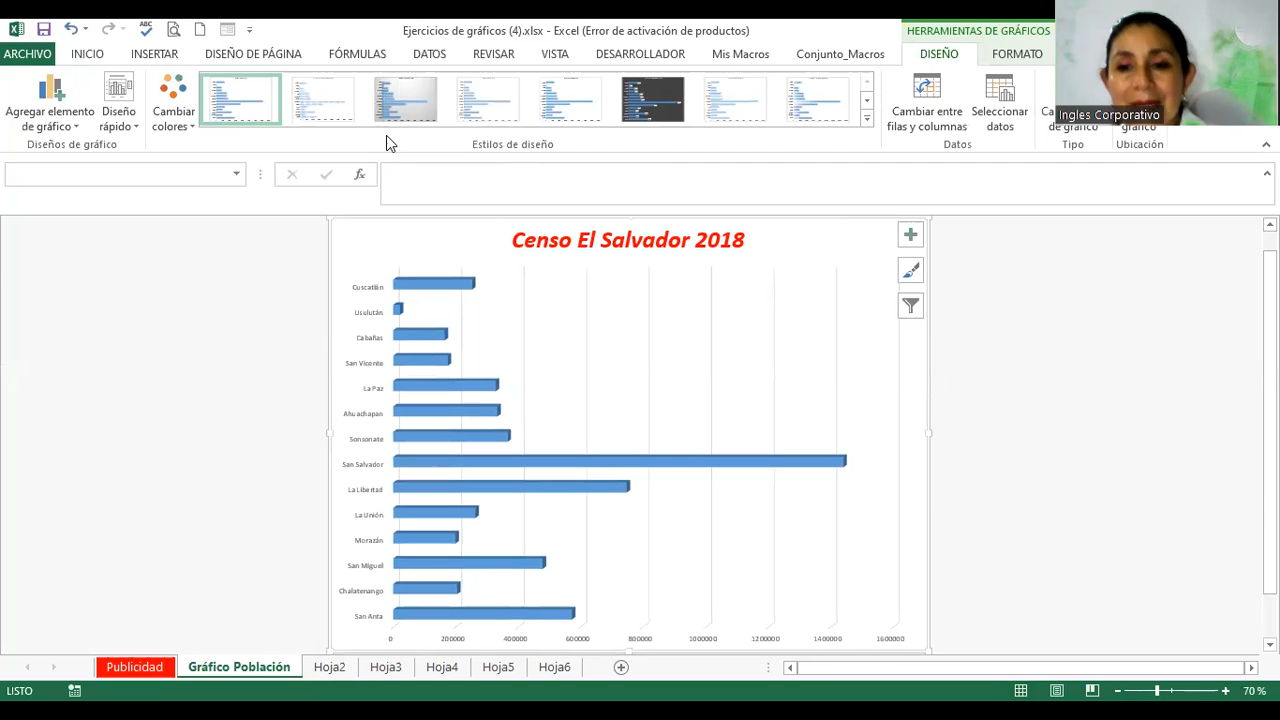 Ejercicios de gráficos (4).xlsx - Excel (Error de activación de productos)
HERRAMIENTAS DE GRÁFICOS
ARCHIVO INICIO INSERTAR DISEÑO DE PÁGINA FÓRMULAS DATOS REVISAR VISTA DESARROLLADOR Mis Macros Conjunto_Macros DISEÑO FORMATO
Agregar elemento de gráfico
Diseño rápido
Cambiar colores
Cambiar entre filas y columnas
Seleccionar datos
de gráfico
gráfico
Ingles Corporativo
Diseños de gráfico Estilos de diseño Datos Tipo Ubicación
fx
Censo El Salvador 2018
Cuscatlán
Usulután
Cabañas
San Vicente
La Paz
Ahuachapan
Sonsonate
San Salvador
La Libertad
La Unión
Morazán
San Miguel
Chalatenango
San Anta
0 200000 400000 600000 800000 1000000 1200000 1400000 1600000
Publicidad Gráfico Población Hoja2 Hoja3 Hoja4 Hoja5 Hoja6
LISTO 70 %